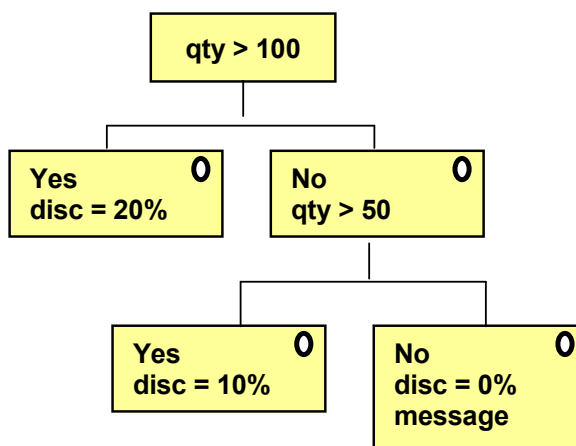 qty > 100
Yes
disc = 20%
No
qty > 50
Yes
disc = 10%
No
disc = 0%
message